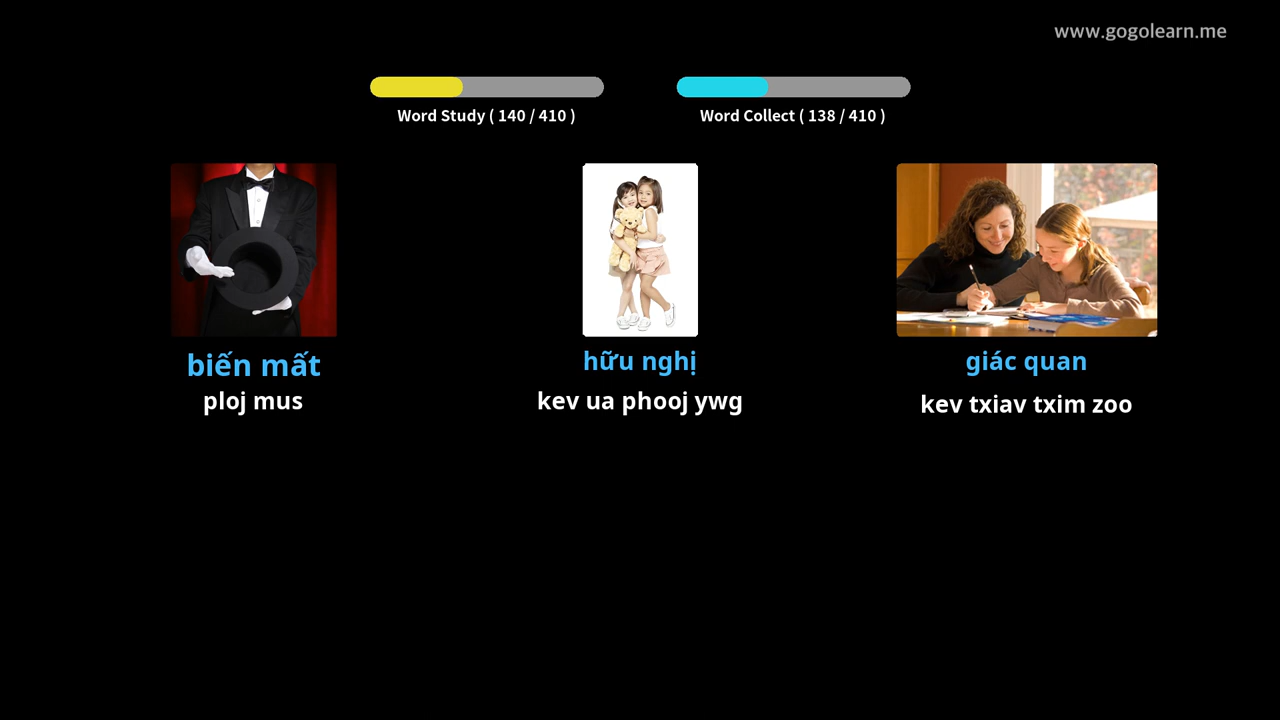 www.gogolearn.me
Word Study ( 140 / 410 )
Word Collect ( 138 / 410 )
biến mất
ploj mus
hữu nghị
kev ua phooj ywg
giác quan
kev txiav txim zoo